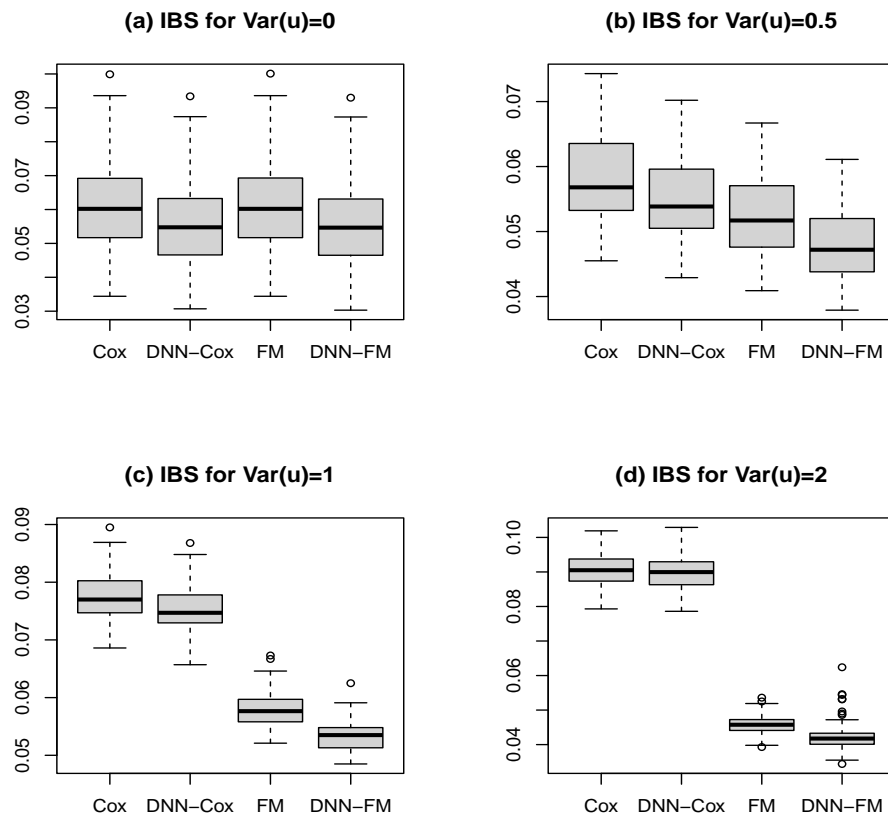 (a) IBS for Var(u)=0
0.09
0.07
0.05
0.03
Cox DNN−Cox FM DNN−FM
(b) IBS for Var(u)=0.5
0.07
0.06
0.05
0.04
Cox DNN−Cox FM DNN−FM
(c) IBS for Var(u)=1
0.09
0.08
0.07
0.06
0.05
Cox DNN−Cox FM DNN−FM
(d) IBS for Var(u)=2
0.10
0.08
0.06
0.04
Cox DNN−Cox FM DNN−FM